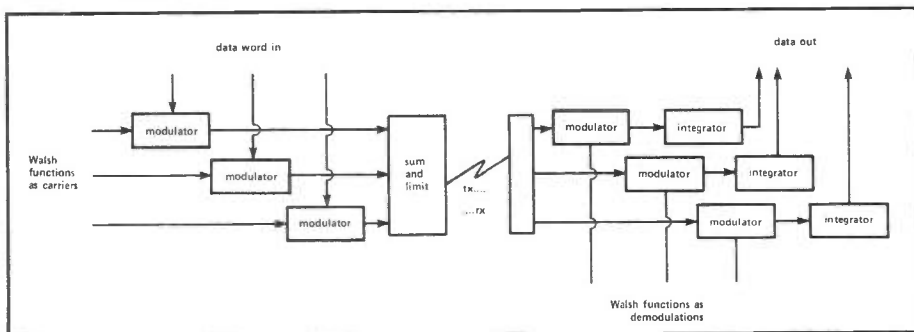 data word in
data out
modulator
modulator
integrator
Walsh
functions
as carriers
modulator
sum
and
limit
tx....
....rx
modulator
integrator
modulator
modulator
integrator
Walsh functions as
demodulations